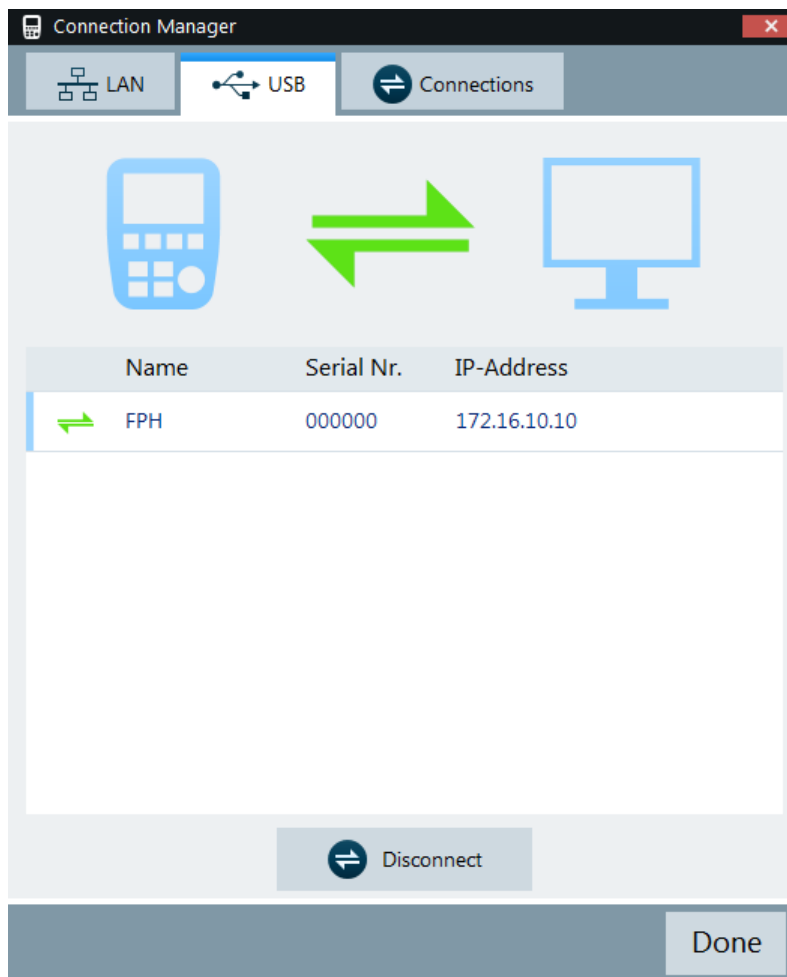 Connection Manager
LAN USB Connections
Name Serial Nr. IP-Address
FPH 000000 172.16.10.10
Disconnect
Done